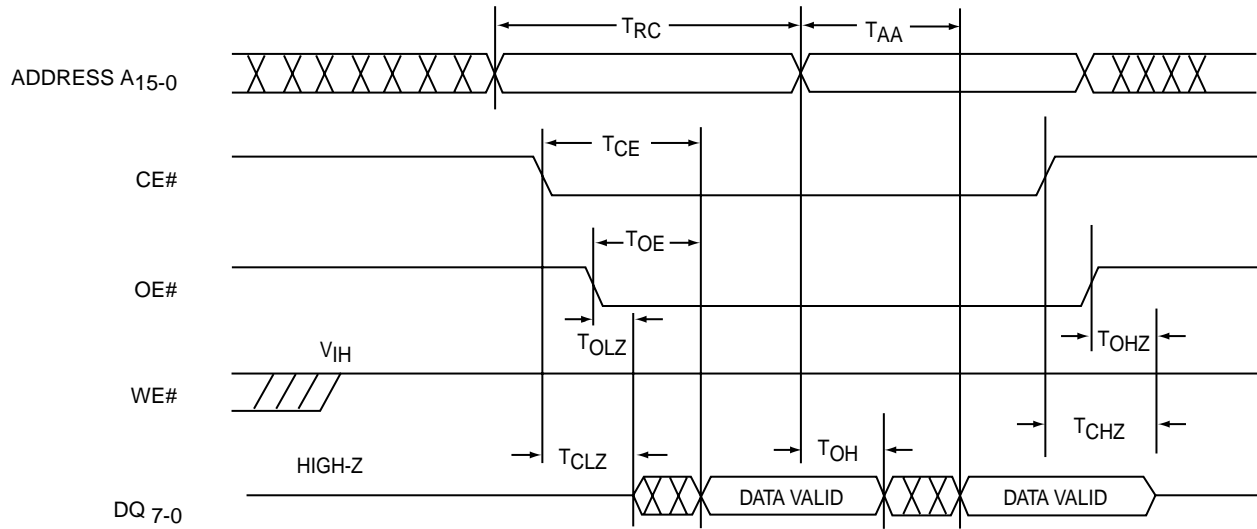 TRC
TAA
ADDRESS A15-0
TCE
CE#
TOE
OE#
TOLZ
TOHZ
VIH
WE#
TCHZ
TOH
TCLZ
HIGH-Z
DATA VALID
DATA VALID
DQ 7-0